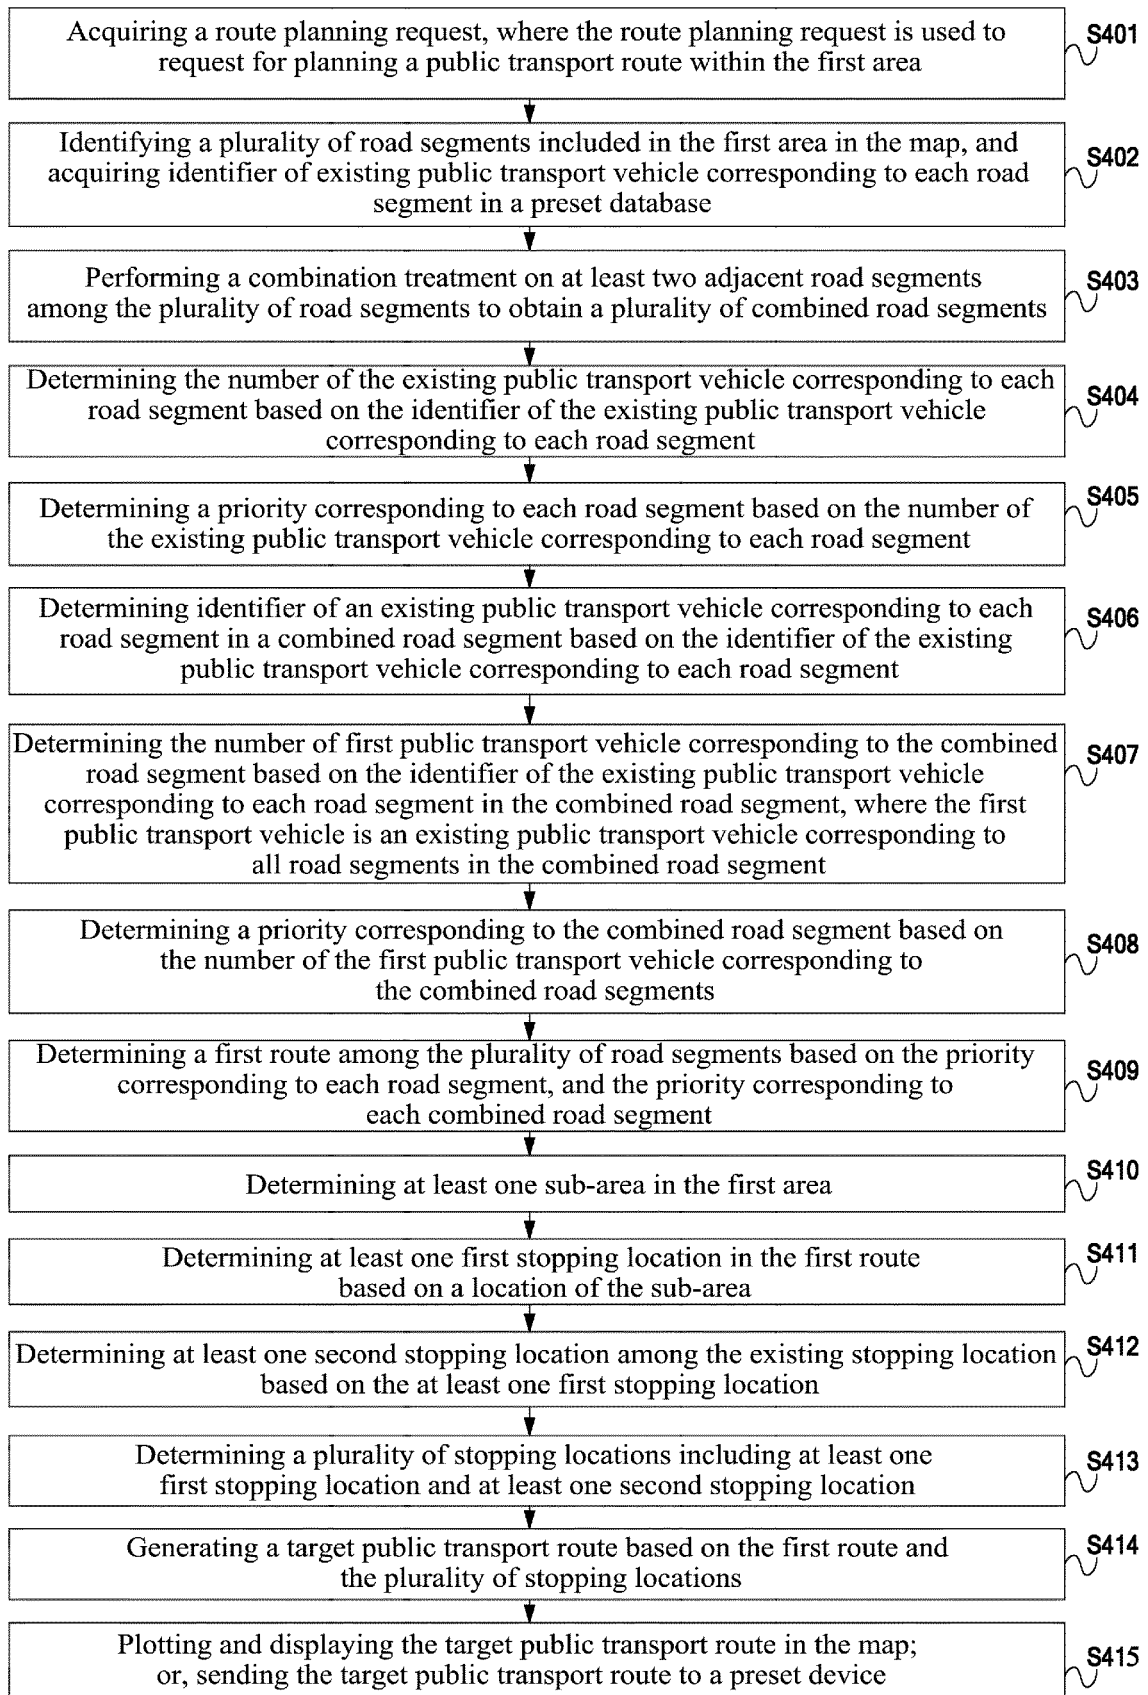 Acquiring a route planning request, where the route planning request is used to
request for planning a public transport route within the first area
S401
Identifying a plurality of road segments included in the first area in the map, and
acquiring identifier of existing public transport vehicle corresponding to each road
segment in a preset database
S402
Performing a combination treatment on at least two adjacent road segments
among the plurality of road segments to obtain a plurality of combined road segments
S403
Determining the number of the existing public transport vehicle corresponding to each
road segment based on the identifier of the existing public transport vehicle
corresponding to each road segment
S404
Determining a priority corresponding to each road segment based on the number of
the existing public transport vehicle corresponding to each road segment
S405
Determining identifier of an existing public transport vehicle corresponding to each
road segment in a combined road segment based on the identifier of the existing
public transport vehicle corresponding to each road segment
S406
Determining the number of first public transport vehicle corresponding to the combined
road segment based on the identifier of the existing public transport vehicle
corresponding to each road segment in the combined road segment, where the first
public transport vehicle is an existing public transport vehicle corresponding to
all road segments in the combined road segment
S407
Determining a priority corresponding to the combined road segment based on
the number of the first public transport vehicle corresponding to
the combined road segments
S408
Determining a first route among the plurality of road segments based on the priority
corresponding to each road segment, and the priority corresponding to
each combined road segment
S409
Determining at least one sub-area in the first area
S410
Determining at least one first stopping location in the first route
based on a location of the sub-area
S411
Determining at least one second stopping location among the existing stopping location
based on the at least one first stopping location
S412
Determining a plurality of stopping locations including at least one
first stopping location and at least one second stopping location
S413
Generating a target public transport route based on the first route and
the plurality of stopping locations
S414
Plotting and displaying the target public transport route in the map;
or, sending the target public transport route to a preset device
S415